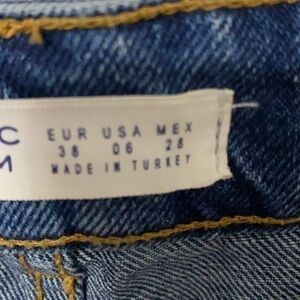 C
M
EUR USA MEX
38 06 28
MADE IN TURKEY